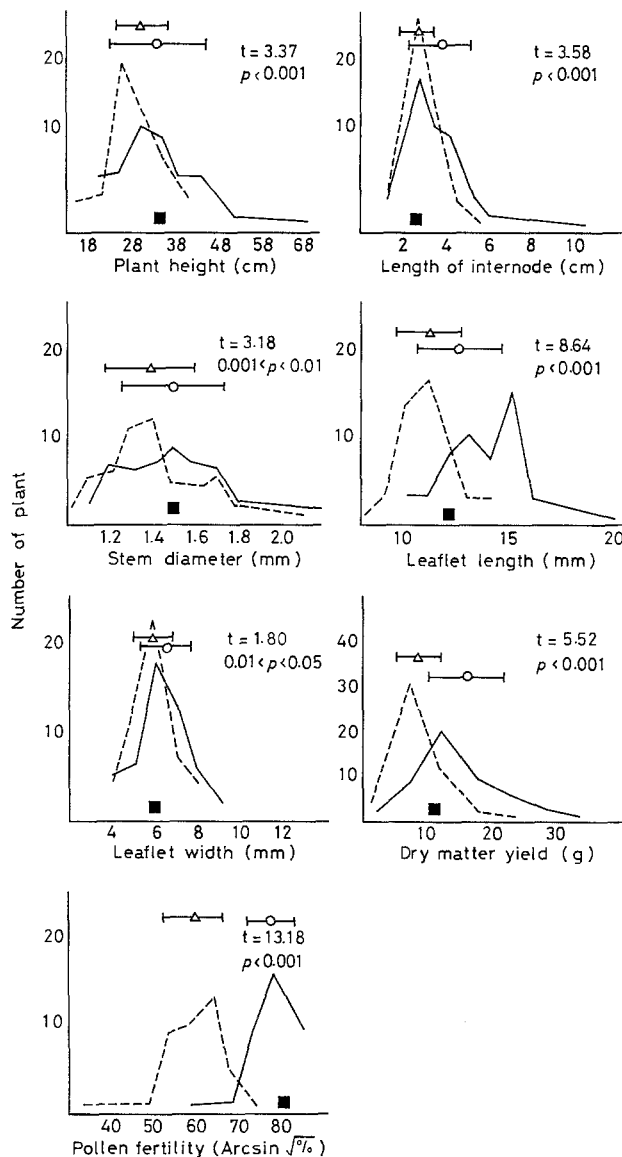 20
10
t = 3.37
p < 0.001
18 28 38 48 58 68
Plant height (cm)
20
10
t = 3.58
p < 0.001
2 4 6 8 10
Length of internode (cm)
20
10
t = 3.18
0.001 < p < 0.01
1.2 1.4 1.6 1.8 2.0
Stem diameter (mm)
20
10
t = 8.64
p < 0.001
10 15 20
Leaflet length (mm)
Number of plant
20
10
t = 1.80
0.01 < p < 0.05
4 6 8 10 12
Leaflet width (mm)
40
30
20
10
t = 5.52
p < 0.001
10 20 30
Dry matter yield (g)
20
10
t = 13.18
p < 0.001
40 50 60 70 80
Pollen fertility (Arcsin √%)